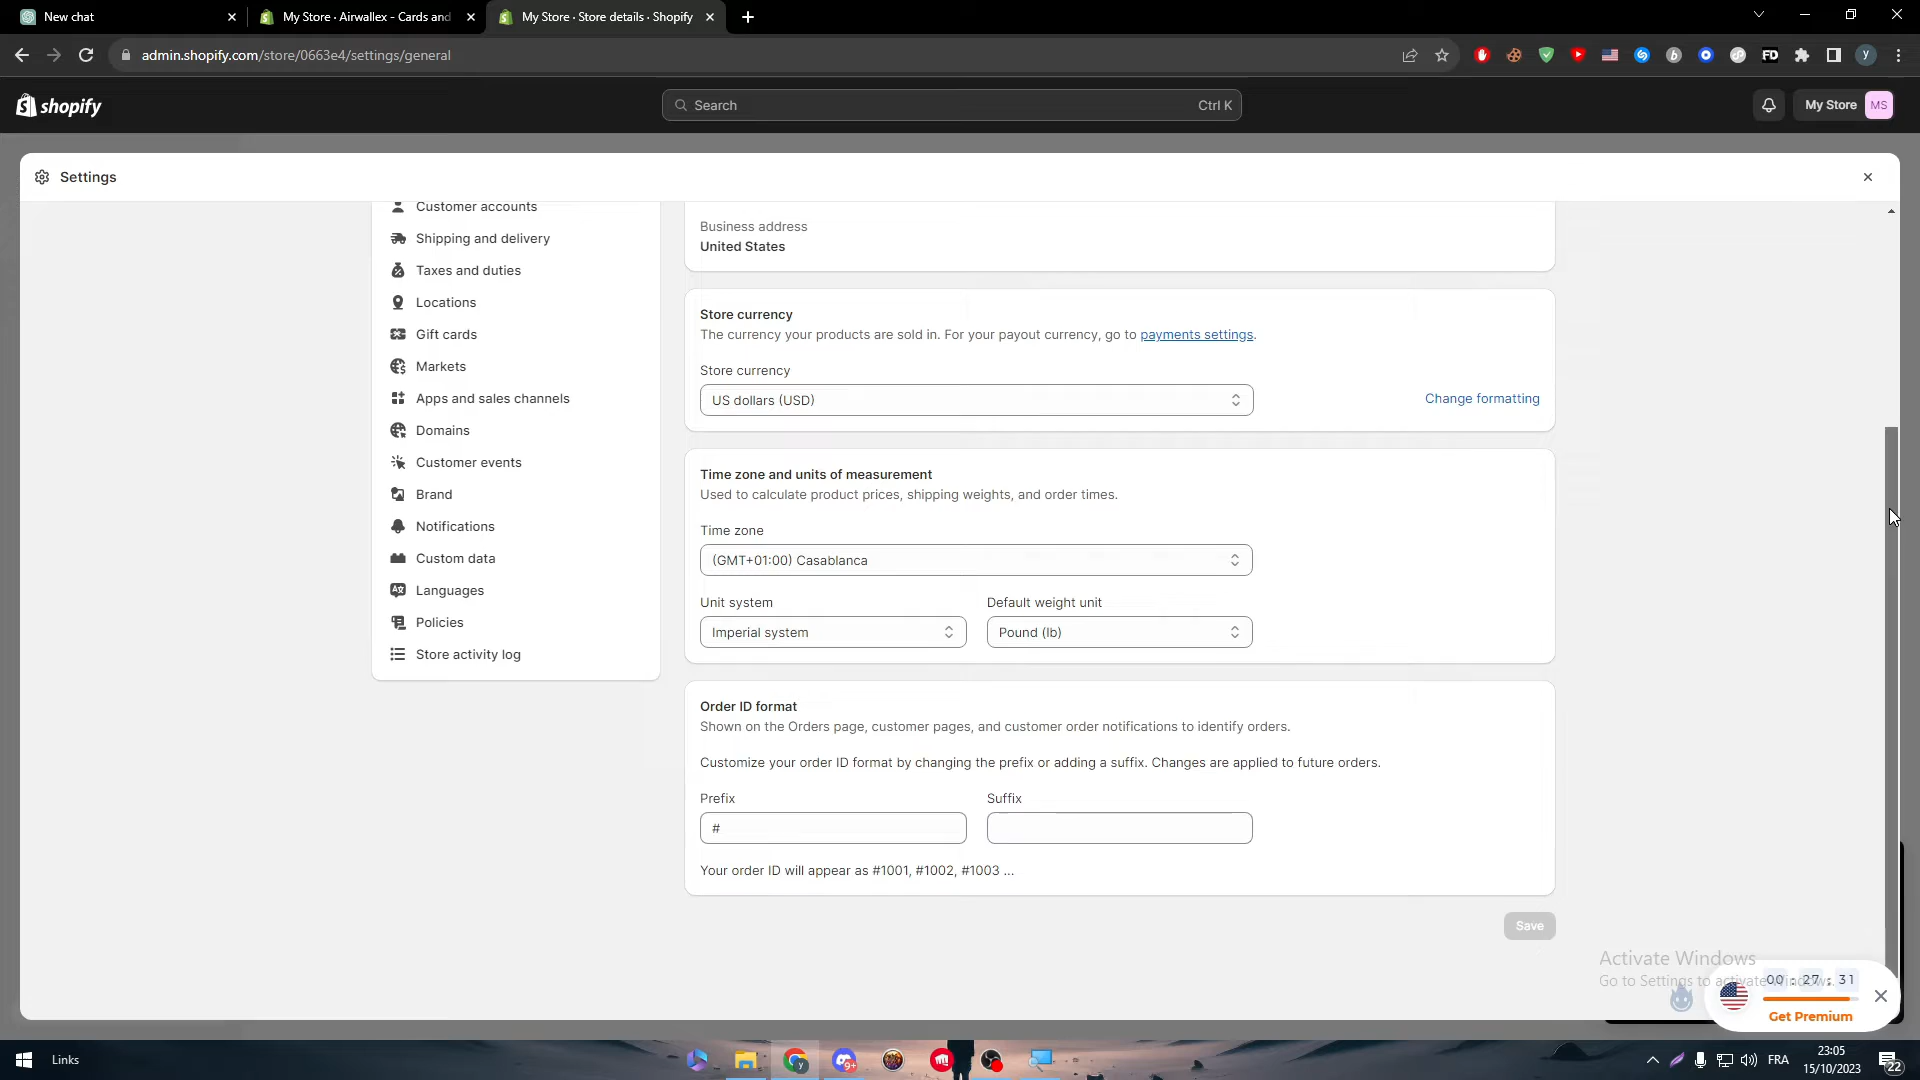 New chat
My Store · Airwallex - Cards and
My Store · Store details · Shopify
admin.shopify.com/store/0663e4/settings/general
FD
y
shopify
Search
Ctrl K
My Store
MS
Settings
Customer accounts
Shipping and delivery
Taxes and duties
Locations
Gift cards
Markets
Apps and sales channels
Domains
Customer events
Brand
Notifications
Custom data
Languages
Policies
Store activity log
Business address
United States
Store currency
The currency your products are sold in. For your payout currency, go to payments settings.
Store currency
US dollars (USD)
Change formatting
Time zone and units of measurement
Used to calculate product prices, shipping weights, and order times.
Time zone
(GMT+01:00) Casablanca
Unit system
Default weight unit
Imperial system
Pound (lb)
Order ID format
Shown on the Orders page, customer pages, and customer order notifications to identify orders.
Customize your order ID format by changing the prefix or adding a suffix. Changes are applied to future orders.
Prefix
Suffix
#
Your order ID will appear as #1001, #1002, #1003 ...
Save
Activate Windows
Go to Settings to activate Windows.
00 : 27 : 31
Get Premium
Links
9+
FRA
23:05
15/10/2023
22